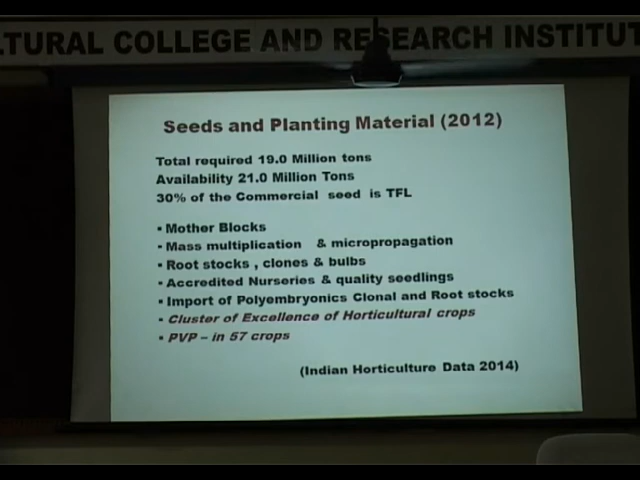 TURAL COLLEGE AND RESEARCH INSTITUT
Seeds and Planting Material (2012)
Total required 19.0 Million tons
Availability 21.0 Million Tons
30% of the Commercial seed is TFL
▪ Mother Blocks
▪ Mass multiplication & micropropagation
▪ Root stocks , clones & bulbs
▪ Accredited Nurseries & quality seedlings
▪ Import of Polyembryonics Clonal and Root stocks
▪ Cluster of Excellence of Horticultural crops
▪ PVP – in 57 crops
(Indian Horticulture Data 2014)